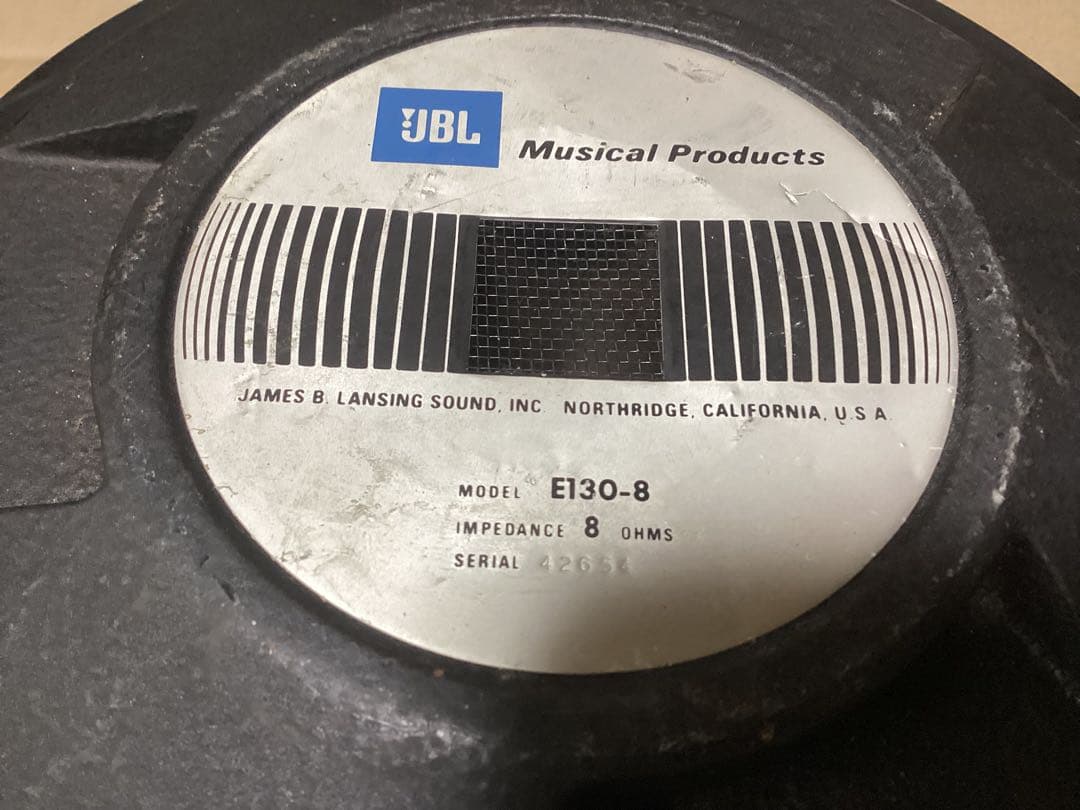 JBL
Musical Products
JAMES B. LANSING SOUND, INC. NORTHRIDGE, CALIFORNIA, U.S.A.
MODEL E130-8
IMPEDANCE 8 OHMS
SERIAL